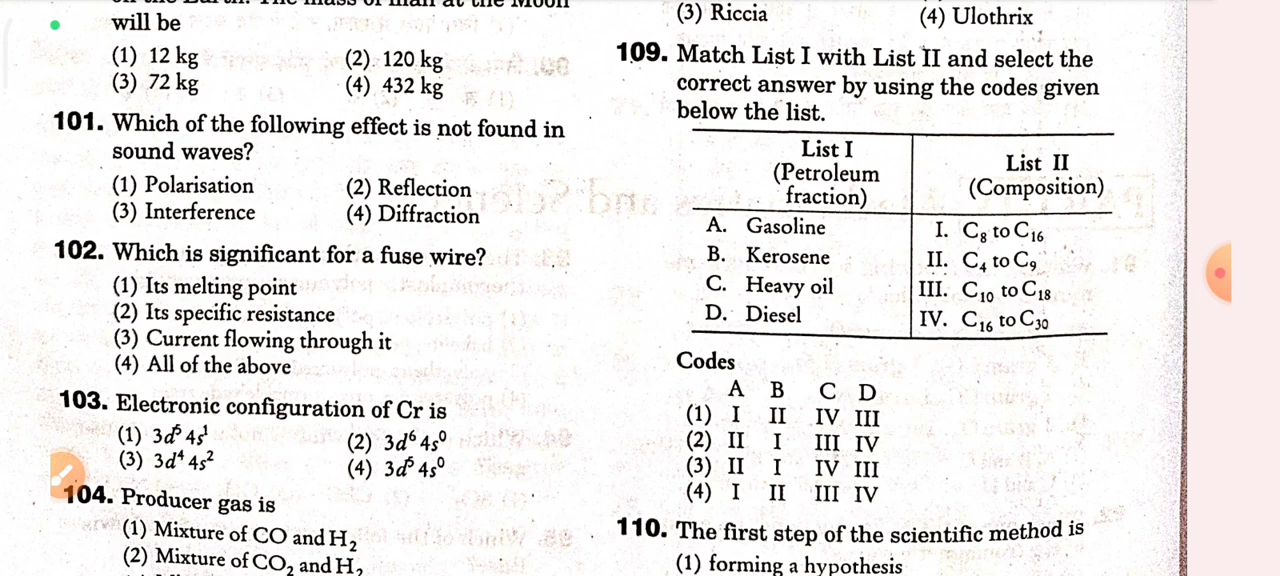 will be
(1) 12 kg (2) 120 kg
(3) 72 kg (4) 432 kg
101. Which of the following effect is not found in
sound waves?
(1) Polarisation (2) Reflection
(3) Interference (4) Diffraction
102. Which is significant for a fuse wire?
(1) Its melting point
(2) Its specific resistance
(3) Current flowing through it
(4) All of the above
103. Electronic configuration of Cr is
(1) 3d⁵ 4s¹ (2) 3d⁶ 4s⁰
(3) 3d⁴ 4s² (4) 3d⁵ 4s⁰
104. Producer gas is
(1) Mixture of CO and H₂
(2) Mixture of CO₂ and H₂
(3) Riccia (4) Ulothrix
109. Match List I with List II and select the
correct answer by using the codes given
below the list.
List I List II
(Petroleum (Composition)
fraction)
A. Gasoline I. C₈ to C₁₆
B. Kerosene II. C₄ to C₉
C. Heavy oil III. C₁₀ to C₁₈
D. Diesel IV. C₁₆ to C₃₀
Codes
A B C D
(1) I II IV III
(2) II I III IV
(3) II I IV III
(4) I II III IV
110. The first step of the scientific method is
(1) forming a hypothesis